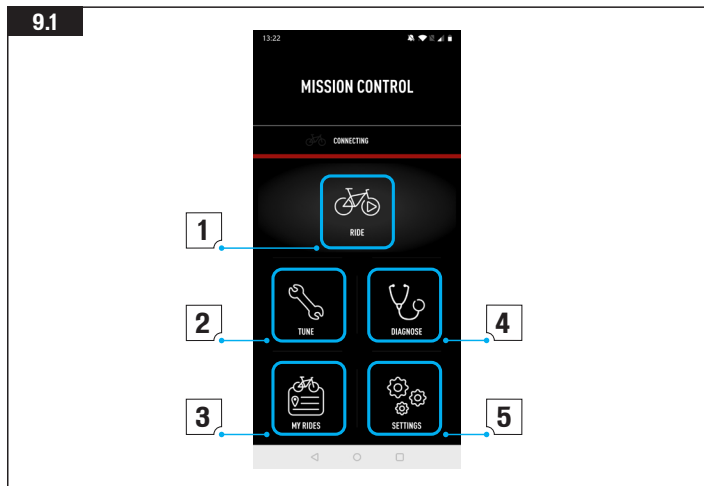 9.1
13:22
MISSION CONTROL
CONNECTING
1
RIDE
2
TUNE
DIAGNOSE
4
3
MY RIDES
SETTINGS
5